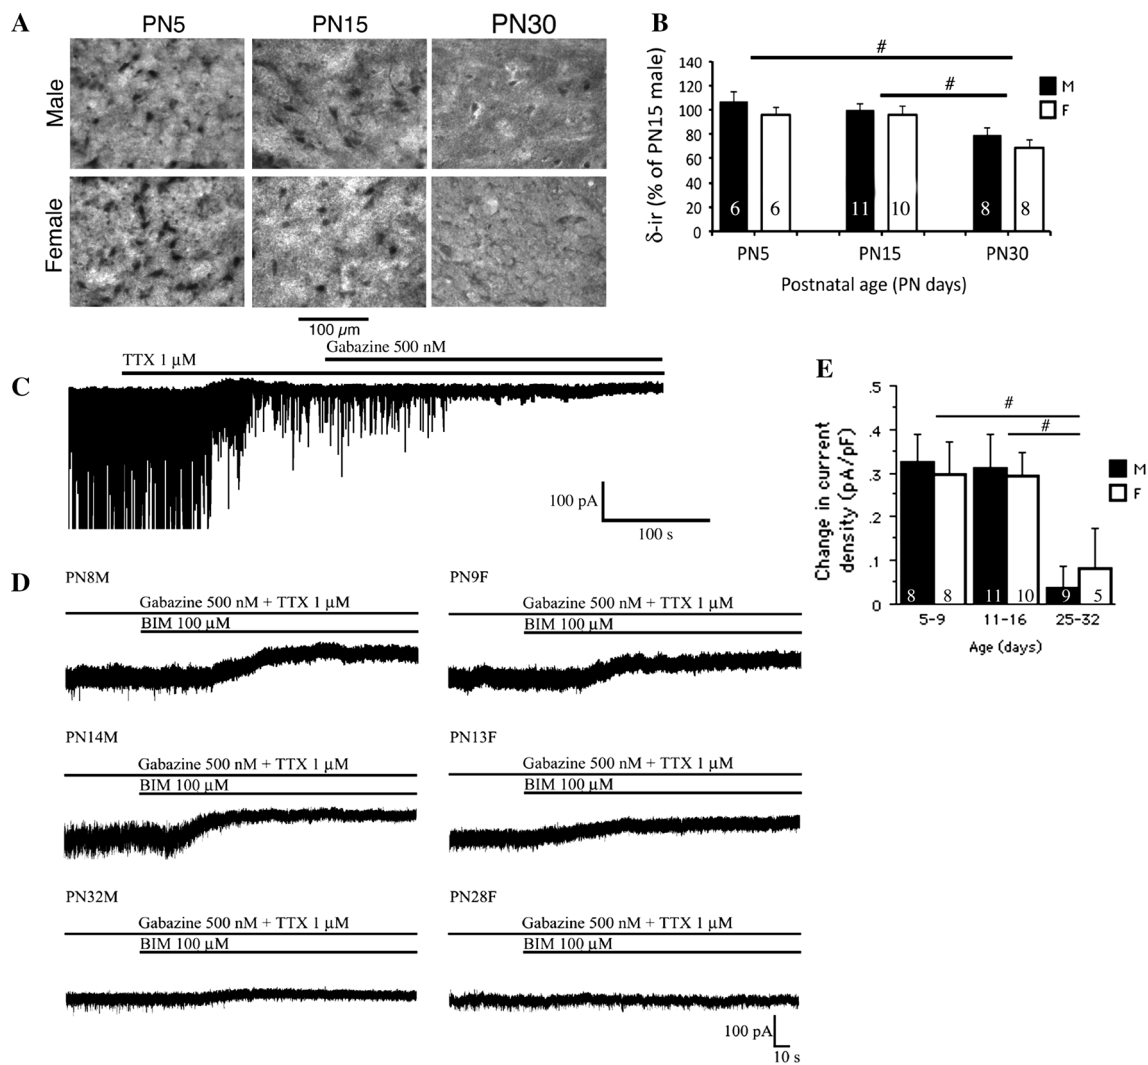 A
PN5
PN15
PN30
Male
Female
100 µm
B
δ-ir (% of PN15 male)
140
120
100
80
60
40
20
0
#
#
M
F
6
6
11
10
8
8
PN5
PN15
PN30
Postnatal age (PN days)
C
TTX 1 µM
Gabazine 500 nM
100 pA
100 s
D
PN8M
Gabazine 500 nM + TTX 1 µM
BIM 100 µM
PN9F
Gabazine 500 nM + TTX 1 µM
BIM 100 µM
PN14M
Gabazine 500 nM + TTX 1 µM
BIM 100 µM
PN13F
Gabazine 500 nM + TTX 1 µM
BIM 100 µM
PN32M
Gabazine 500 nM + TTX 1 µM
BIM 100 µM
PN28F
Gabazine 500 nM + TTX 1 µM
BIM 100 µM
100 pA
10 s
E
Change in current
density (pA/pF)
.5
.4
.3
.2
.1
0
#
#
M
F
8
8
11
10
9
5
5-9
11-16
25-32
Age (days)